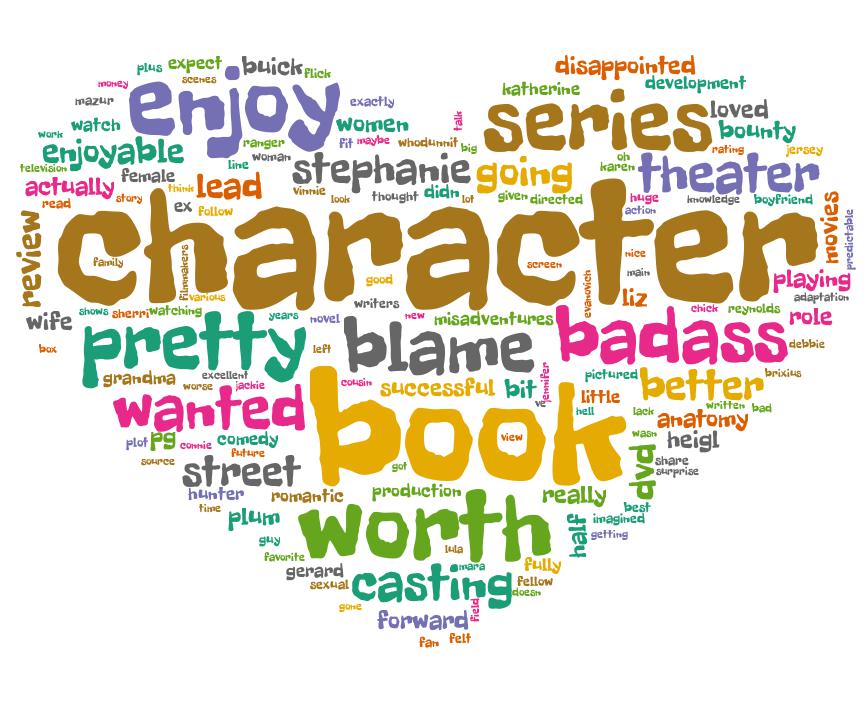 plus expect buick flick
money scenes
disappointed
katherine development
mazur enjoy exactly
series loved
work watch women talk
bounty
enjoyable ranger fit maybe whodunnit big
rating jersey
television line woman
oh karen
female stephanie going theater
actually think lead
read story vinnie look thought didn lot given directed huge knowledge boyfriend
ex follow action
review character movies predictable
family filmmakers various good screen nice main
playing
writers evanovich liz adaptation
wife shows sherri watching years novel new misadventures chick reynolds role
box pretty left blame badass debbie
grandma excellent cousin jennifer pictured brixius
worse jackie successful bit little better
wanted book ve hell written bad
lack anatomy
plot pg connie comedy view wasn heigl
future
source street got dvd share
surprise
hunter romantic production really
time plum worth half best
imagined
guy getting
favorite lula
gerard mara fully
sexual casting fellow
doesn
gone forward field
fan felt